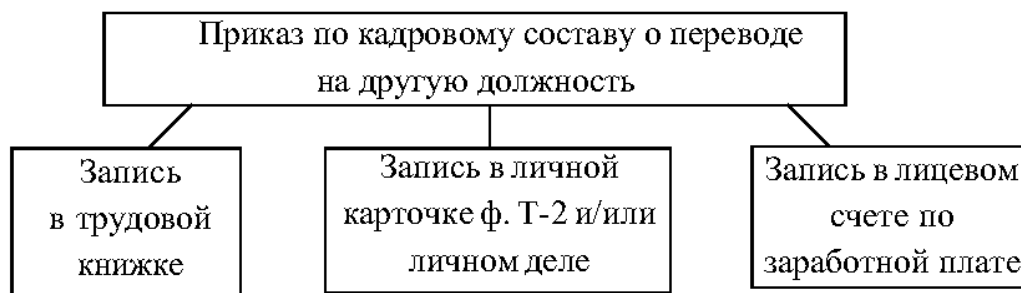 Приказ по кадровому составу о переводе
на другую должность
Запись
в трудовой
книжке
Запись в личной
карточке ф. Т-2 и/или
личном деле
Запись в лицевом
счете по
заработной плате